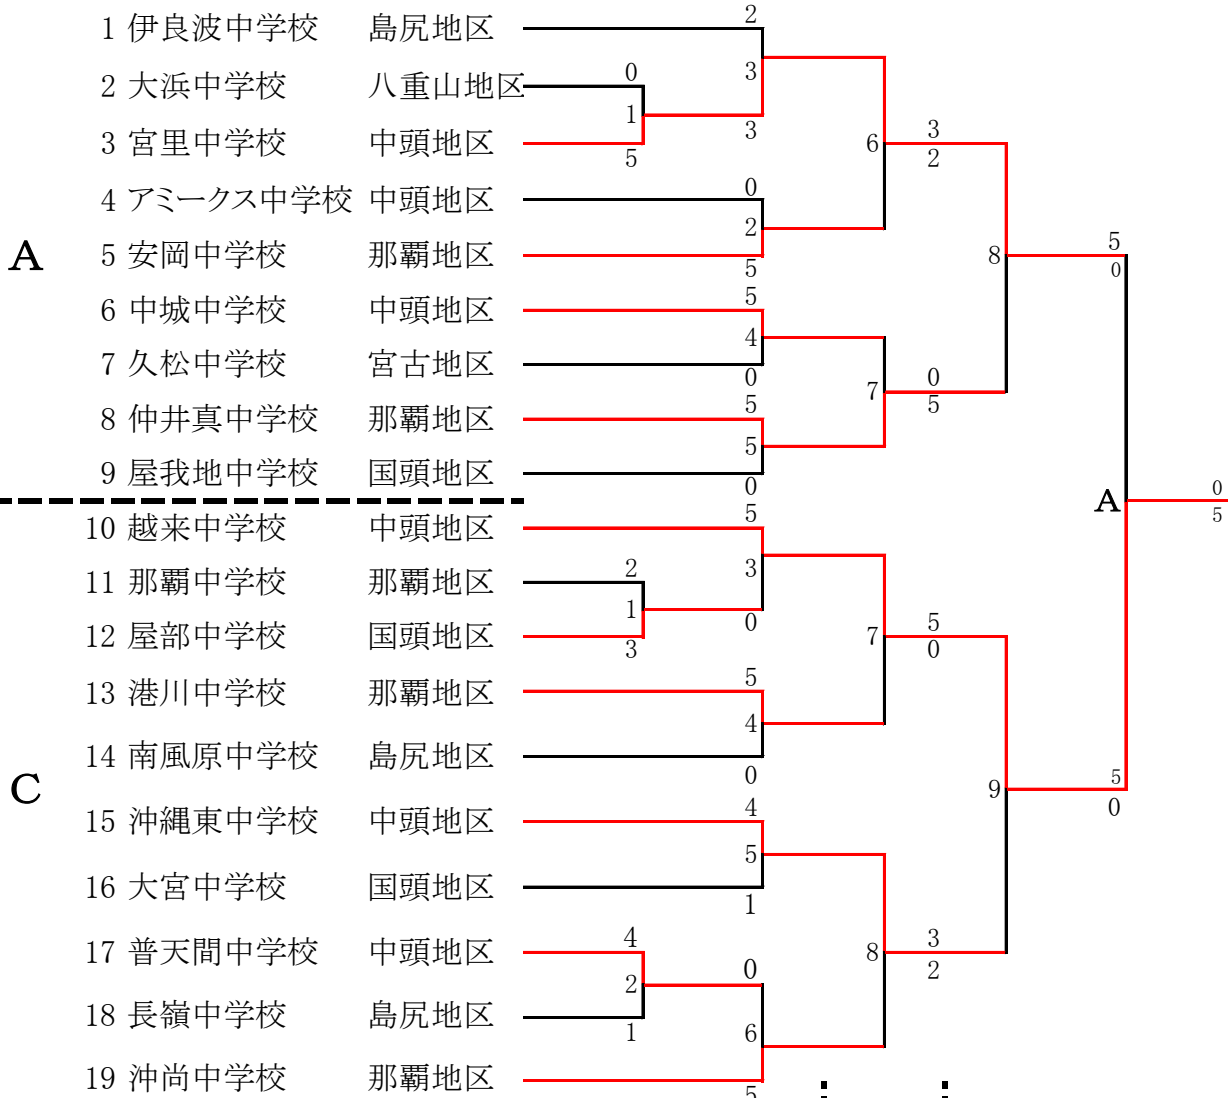 2
1 伊良波中学校 島尻地区
3
0
2 大浜中学校 八重山地区
1
3
3 宮里中学校 中頭地区
5
6
3
2
0
4 アミークス中学校 中頭地区
2
A
5 安岡中学校 那覇地区
5
8
5
0
5
6 中城中学校 中頭地区
4
7 久松中学校 宮古地区
0
7
0
5
5
8 仲井真中学校 那覇地区
5
9 屋我地中学校 国頭地区
0
A
0
5
5
10 越来中学校 中頭地区
3
2
11 那覇中学校 那覇地区
1
0
12 屋部中学校 国頭地区
3
7
5
0
5
13 港川中学校 那覇地区
4
14 南風原中学校 島尻地区
0
C
9
5
0
4
15 沖縄東中学校 中頭地区
5
16 大宮中学校 国頭地区
1
4
17 普天間中学校 中頭地区
0
8
3
2
2
18 長嶺中学校 島尻地区
1
6
19 沖尚中学校 那覇地区
5